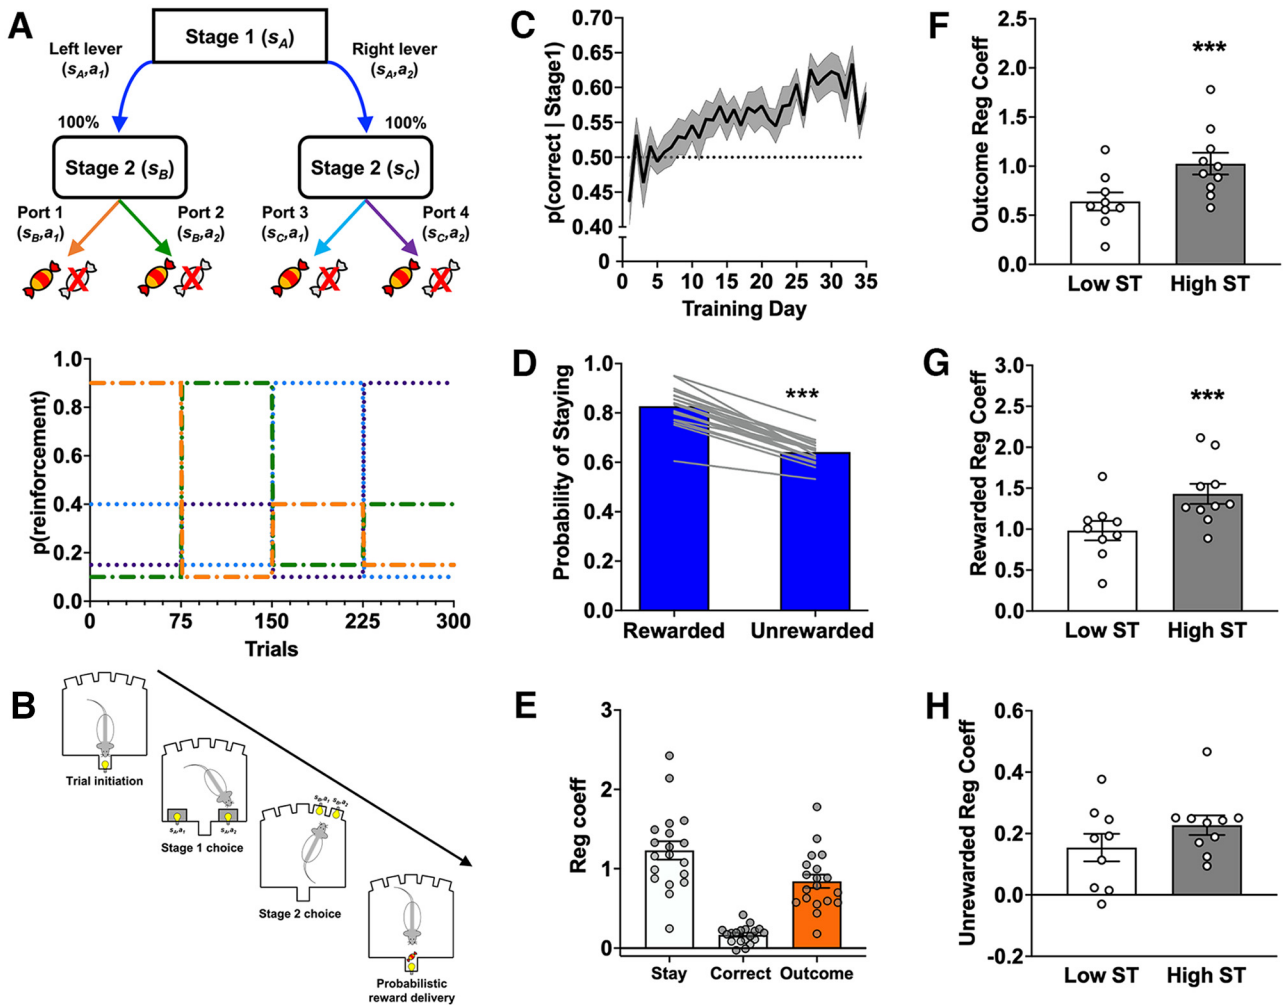 A
Stage 1 (sA)
Left lever
(sA,a1)
Right lever
(sA,a2)
100%
100%
Stage 2 (sB)
Stage 2 (sC)
Port 1
(sB,a1)
Port 2
(sB,a2)
Port 3
(sC,a1)
Port 4
(sC,a2)
X
X
X
X
p(reinforcement)
1.0
0.8
0.4
0.2
0.0
0
75
150
225
300
Trials
B
Trial initiation
sA,a1
sA,a2
Stage 1 choice
sB,a1
sB,a2
Stage 2 choice
Probabilistic
reward delivery
C
p(correct | Stage1)
0.70
0.65
0.60
0.55
0.50
0.45
0.40
0
0
5
10
15
20
25
30
35
Training Day
D
Probability of Staying
1.0
0.8
0.6
0.4
0.2
0.0
***
Rewarded
Unrewarded
E
Reg coeff
3
2
1
0
Stay
Correct
Outcome
F
Outcome Reg Coeff
2.5
2.0
1.5
1.0
0.5
0.0
***
Low ST
High ST
G
Rewarded Reg Coeff
3.0
2.5
2.0
1.5
1.0
0.5
0.0
***
Low ST
High ST
H
Unrewarded Reg Coeff
0.6
0.4
0.2
0.0
-0.2
Low ST
High ST